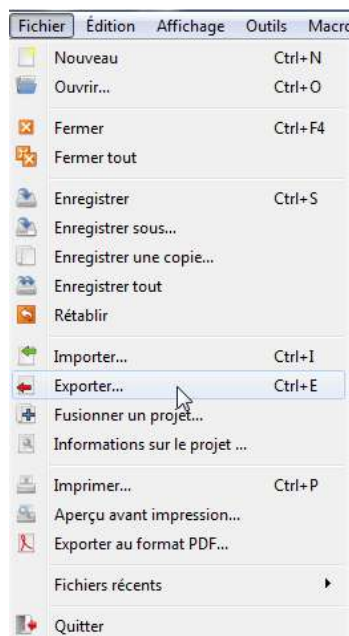 Fichier Édition Affichage Outils Macro
Nouveau Ctrl+N
Ouvrir... Ctrl+O
Fermer Ctrl+F4
Fermer tout
Enregistrer Ctrl+S
Enregistrer sous...
Enregistrer une copie...
Enregistrer tout
Rétablir
Importer... Ctrl+I
Exporter... Ctrl+E
Fusionner un projet...
Informations sur le projet ...
Imprimer... Ctrl+P
Aperçu avant impression...
Exporter au format PDF...
Fichiers récents
Quitter